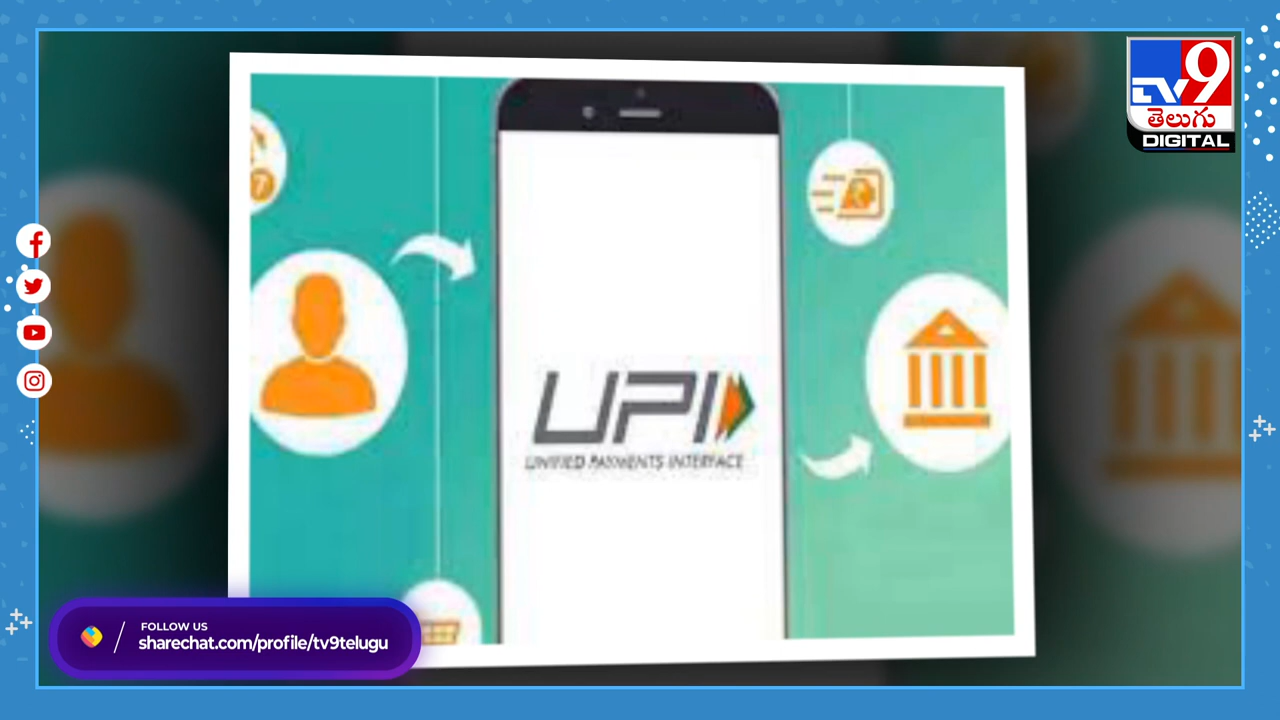 TV9
తెలుగు
DIGITAL
UPI
UNIFIED PAYMENTS INTERFACE
FOLLOW US
sharechat.com/profile/tv9telugu